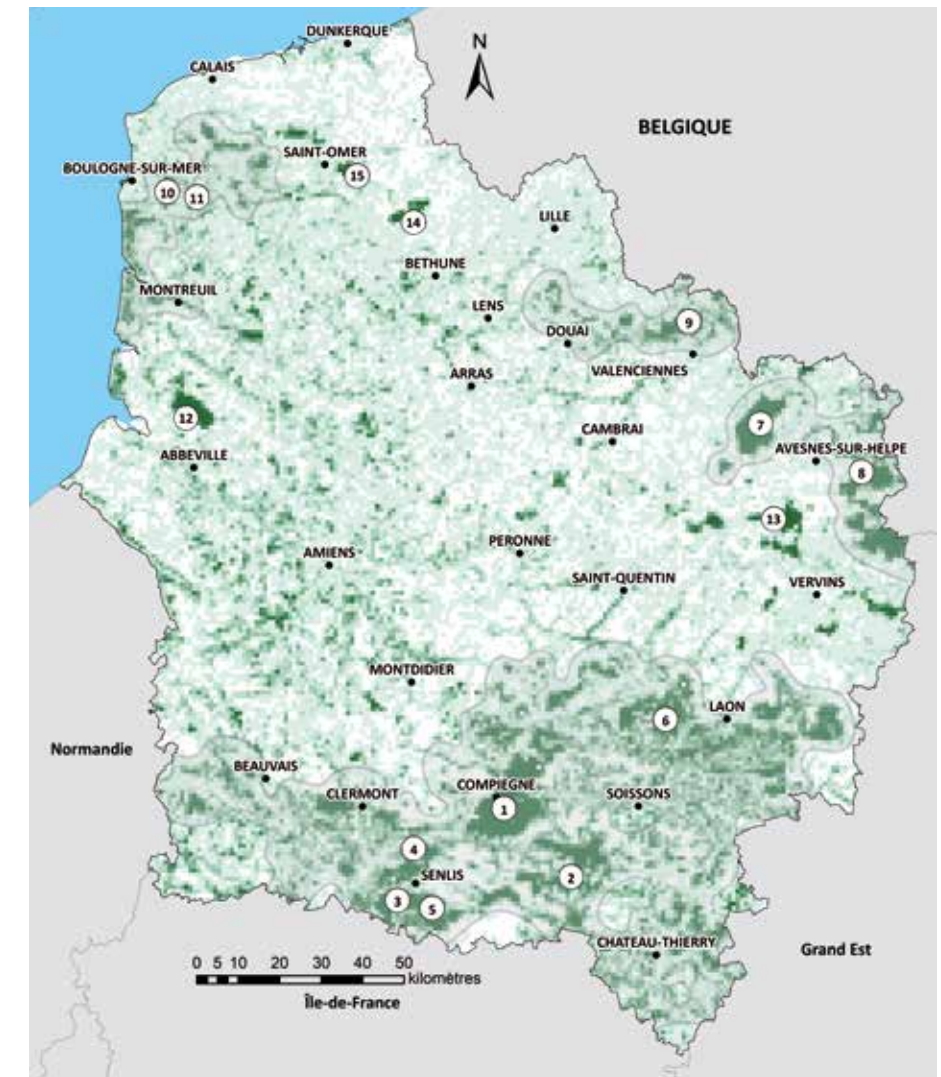 DUNKERQUE
N
CALAIS
BELGIQUE
SAINT-OMER
BOULOGNE-SUR-MER
15
10
11
14
LILLE
BETHUNE
MONTREUIL
LENS
9
DOUAI
VALENCIENNES
ARRAS
12
7
CAMBRAI
AVESNES-SUR-HELPE
ABBEVILLE
8
13
PERONNE
AMIENS
SAINT-QUENTIN
VERVINS
MONTDIDIER
LAON
6
Normandie
BEAUVAIS
COMPIEGNE
CLERMONT
SOISSONS
1
4
SENLIS
2
3
5
CHATEAU-THIERRY
Grand Est
0 5 10 20 30 40 50
kilomètres
Île-de-France